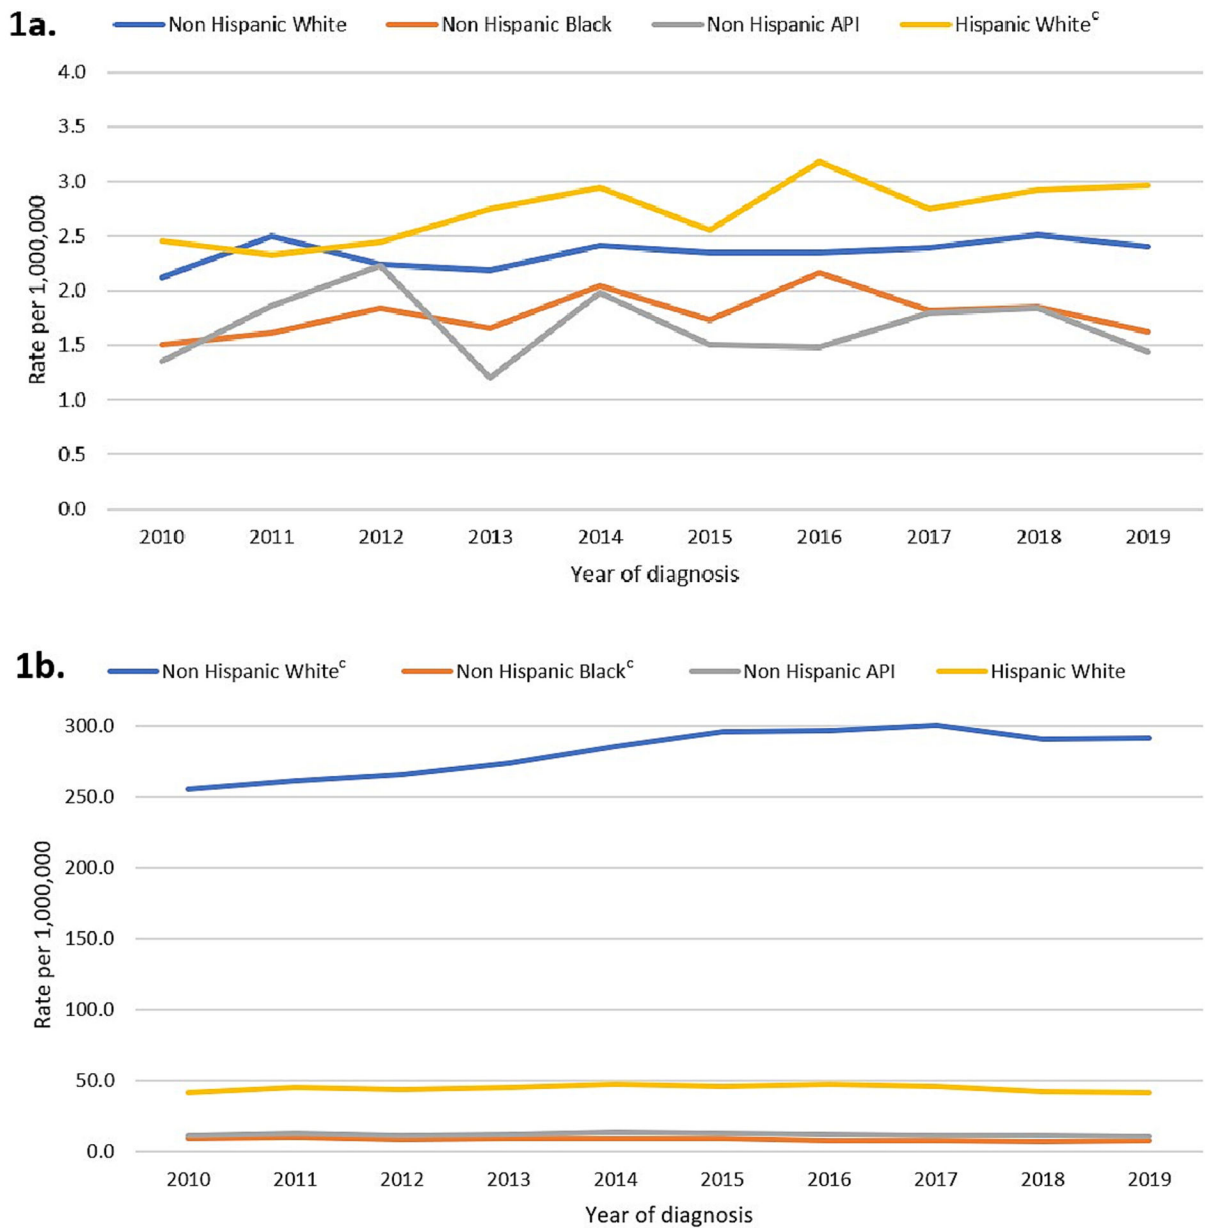 1a.
Non Hispanic White Non Hispanic Black Non Hispanic API Hispanic Whiteᶜ
4.0
3.5
3.0
2.5
2.0
1.5
1.0
0.5
0.0
Rate per 1,000,000
2010 2011 2012 2013 2014 2015 2016 2017 2018 2019
Year of diagnosis
1b.
Non Hispanic Whiteᶜ Non Hispanic Blackᶜ Non Hispanic API Hispanic White
300.0
250.0
200.0
150.0
100.0
50.0
0.0
Rate per 1,000,000
2010 2011 2012 2013 2014 2015 2016 2017 2018 2019
Year of diagnosis